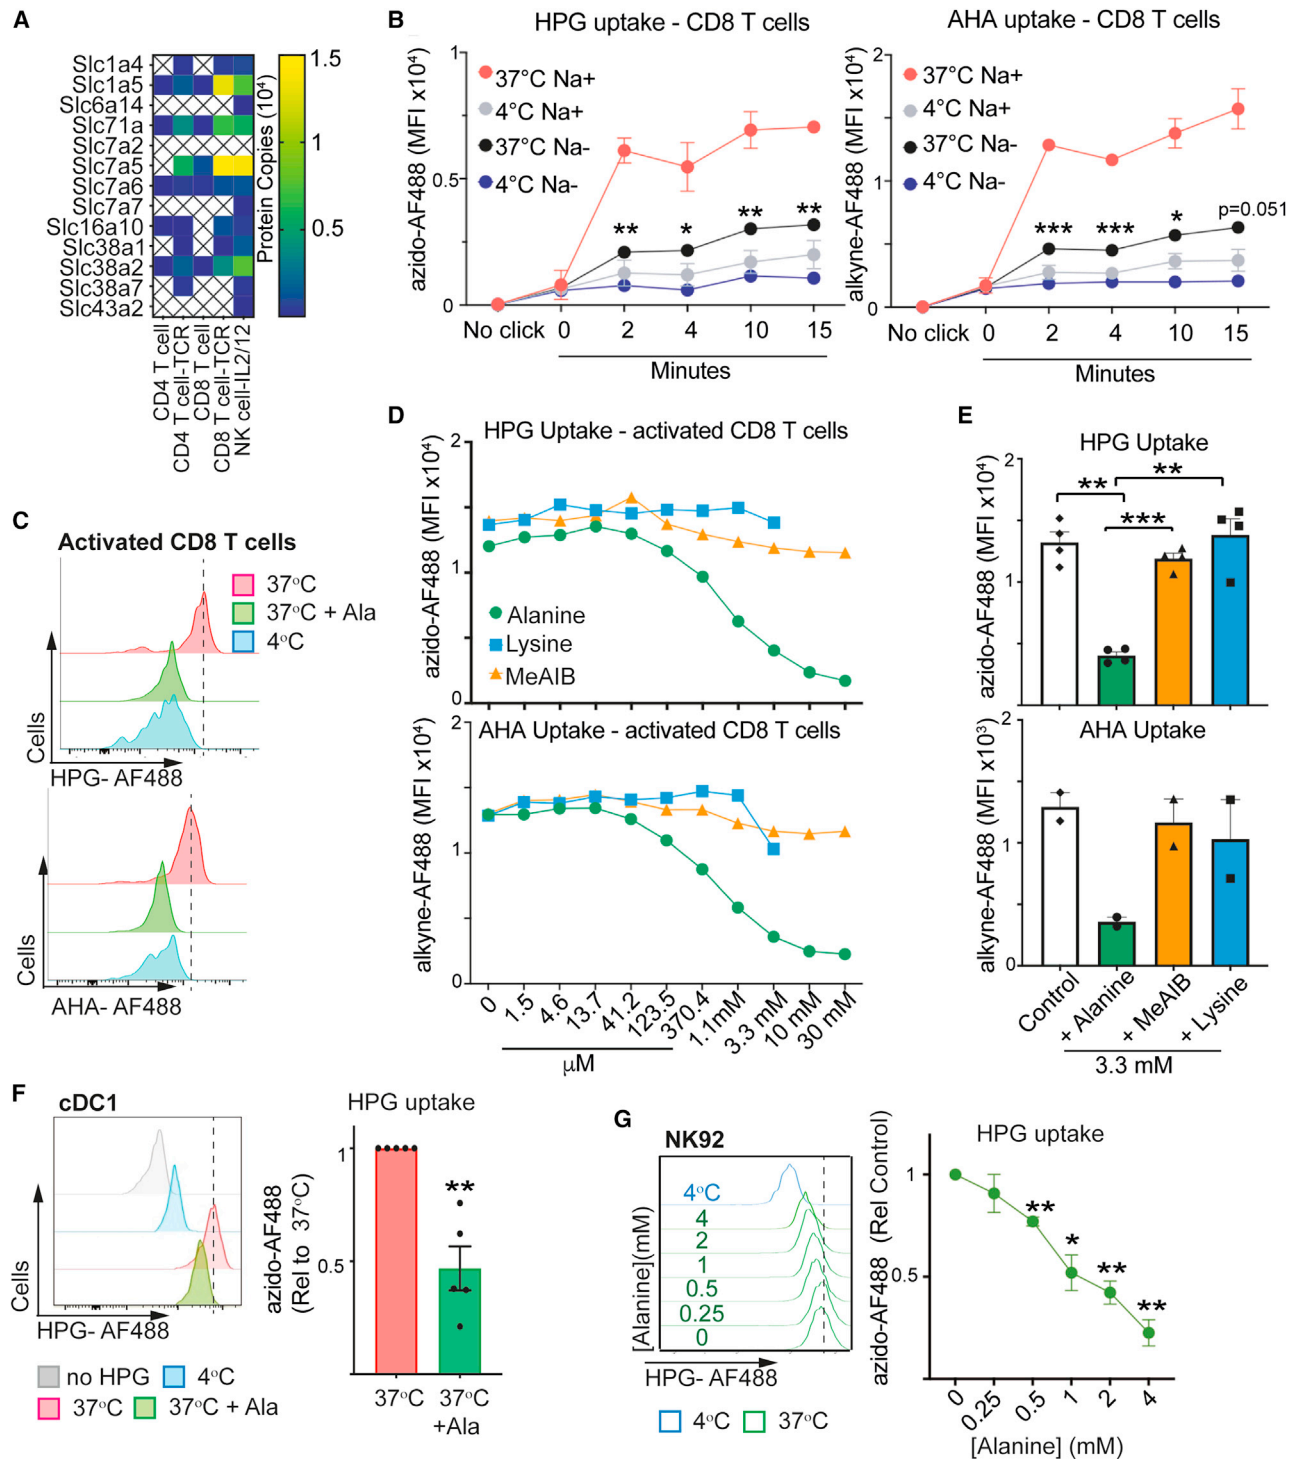 A
Slc1a4
Slc1a5
Slc6a14
Slc71a
Slc7a2
Slc7a5
Slc7a6
Slc7a7
Slc16a10
Slc38a1
Slc38a2
Slc38a7
Slc43a2
1.5
1
0.5
Protein Copies (10⁴)
CD4 T cell
CD4 T cell-TCR
CD8 T cell
CD8 T cell-TCR
NK cell-IL2/12
B
HPG uptake - CD8 T cells
azido-AF488 (MFI x10⁴)
1
0.5
0
37°C Na+
4°C Na+
37°C Na-
4°C Na-
** * ** **
No click 0 2 4 10 15
Minutes
AHA uptake - CD8 T cells
alkyne-AF488 (MFI x10⁴)
2
1
0
37°C Na+
4°C Na+
37°C Na-
4°C Na-
*** *** * p=0.051
No click 0 2 4 10 15
Minutes
C
Activated CD8 T cells
37°C
37°C + Ala
4°C
Cells
HPG- AF488
Cells
AHA- AF488
D
HPG Uptake - activated CD8 T cells
azido-AF488 (MFI x10⁴)
2
1
0
Alanine
Lysine
MeAIB
AHA Uptake - activated CD8 T cells
alkyne-AF488 (MFI x10⁴)
2
1
0
0 1.5 4.6 13.7 41.2 123.5 370.4 1.1mM 3.3 mM 10 mM 30 mM
μM
E
HPG Uptake
azido-AF488 (MFI x10⁴)
2
1
** **
***
AHA Uptake
alkyne-AF488 (MFI x10³)
2
1
0
Control + Alanine + MeAIB + Lysine
3.3 mM
F
cDC1
Cells
HPG- AF488
no HPG 4°C
37°C 37°C + Ala
HPG uptake
azido-AF488
(Rel to 37°C)
1
0.5
**
37°C 37°C
+Ala
G
NK92
[Alanine](mM)
4°C
4
2
1
0.5
0.25
0
HPG- AF488
4°C 37°C
HPG uptake
azido-AF488 (Rel Control)
1
0.5
** * ** **
0 0.25 0.5 1 2 4
[Alanine] (mM)